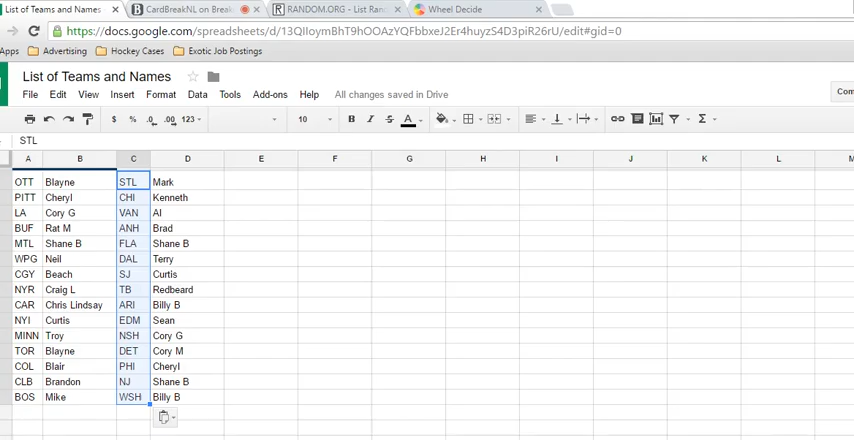 List of Teams and Names
CardBreakNL on Break
RANDOM.ORG - List Ran
Wheel Decide
https://docs.google.com/spreadsheets/d/
Apps Advertising Hockey Cases Exotic Job Postings
List of Teams and Names
File Edit View Insert Format Data Tools Add-ons Help All changes saved in Drive
Com
$ % .0 .00 123 10 B I S A Σ
STL
A B C D E F G H I J K L M
OTT Blayne STL Mark
PITT Cheryl CHI Kenneth
LA Cory G VAN Al
BUF Rat M ANH Brad
MTL Shane B FLA Shane B
WPG Neil DAL Terry
CGY Beach SJ Curtis
NYR Craig L TB Redbeard
CAR Chris Lindsay ARI Billy B
NYI Curtis EDM Sean
MINN Troy NSH Cory G
TOR Blayne DET Cory M
COL Blair PHI Cheryl
CLB Brandon NJ Shane B
BOS Mike WSH Billy B